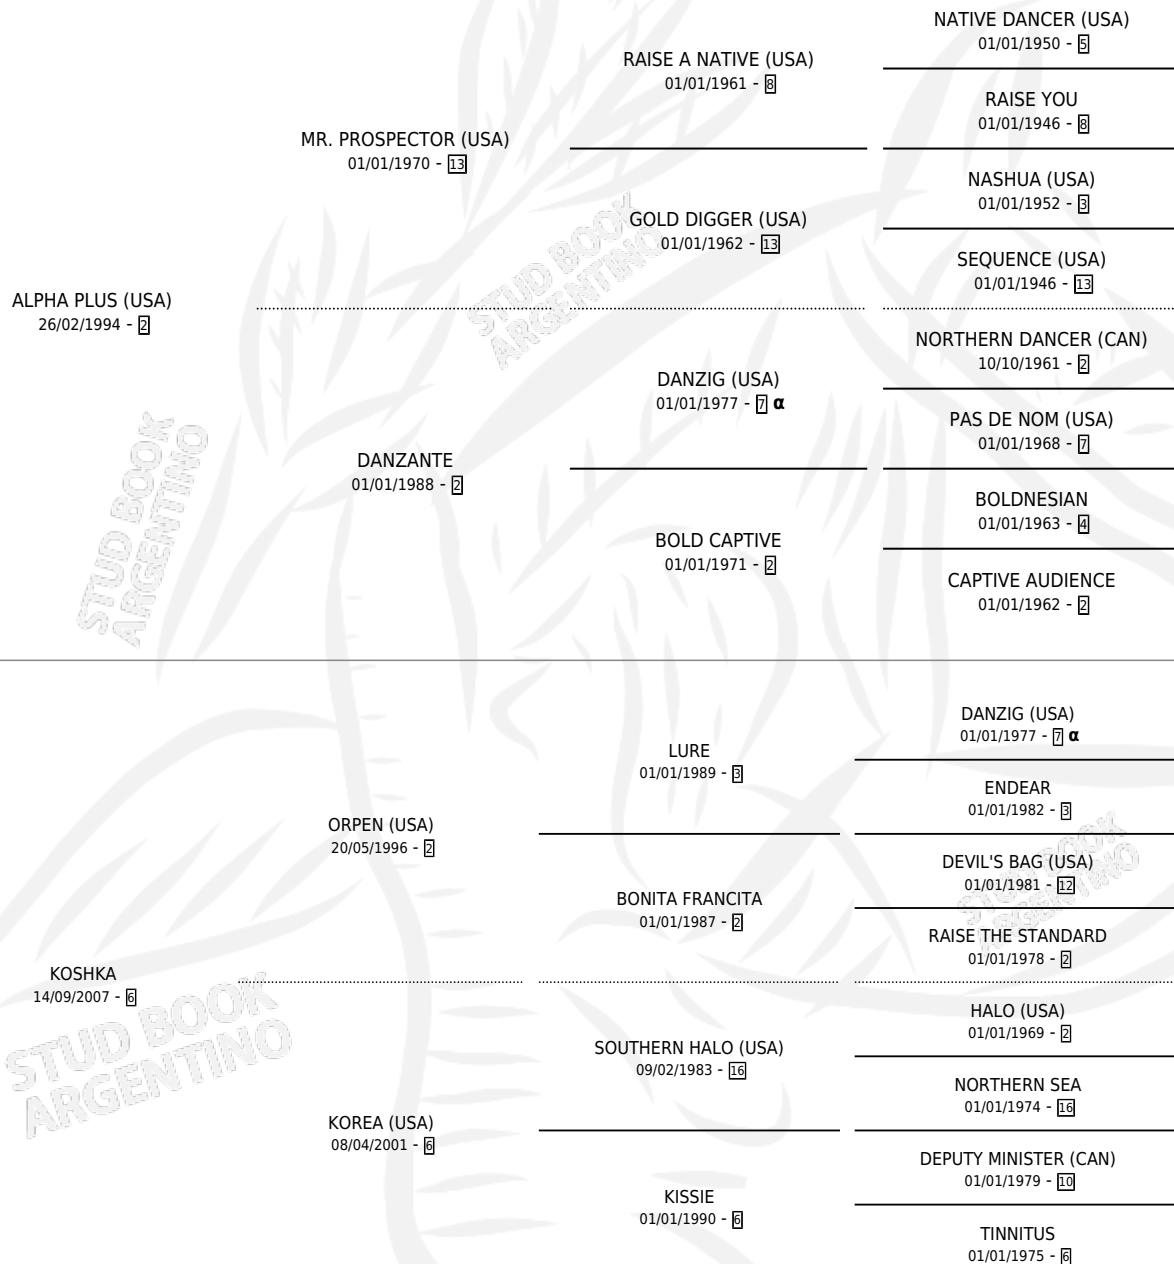 NATIVE DANCER (USA)
01/01/1950 - 5
RAISE A NATIVE (USA)
01/01/1961 - 8
RAISE YOU
01/01/1946 - 8
MR. PROSPECTOR (USA)
01/01/1970 - 13
NASHUA (USA)
01/01/1952 - 3
GOLD DIGGER (USA)
01/01/1962 - 13
SEQUENCE (USA)
01/01/1946 - 13
ALPHA PLUS (USA)
26/02/1994 - 2
NORTHERN DANCER (CAN)
10/10/1961 - 2
DANZIG (USA)
01/01/1977 - 7 α
PAS DE NOM (USA)
01/01/1968 - 7
DANZANTE
01/01/1988 - 2
BOLDNESIAN
01/01/1963 - 4
BOLD CAPTIVE
01/01/1971 - 2
CAPTIVE AUDIENCE
01/01/1962 - 2
DANZIG (USA)
01/01/1977 - 7 α
LURE
01/01/1989 - 3
ENDEAR
01/01/1982 - 3
ORPEN (USA)
20/05/1996 - 2
DEVIL'S BAG (USA)
01/01/1981 - 12
BONITA FRANCITA
01/01/1987 - 2
RAISE THE STANDARD
01/01/1978 - 2
KOSHKA
14/09/2007 - 6
HALO (USA)
01/01/1969 - 2
SOUTHERN HALO (USA)
09/02/1983 - 16
NORTHERN SEA
01/01/1974 - 16
KOREA (USA)
08/04/2001 - 6
DEPUTY MINISTER (CAN)
01/01/1979 - 10
KISSIE
01/01/1990 - 6
TINNITUS
01/01/1975 - 6
STUD BOOK
ARGENTINO
STUD BOOK
ARGENTINO
STUD BOOK
ARGENTINO
STUD BOOK
ARGENTINO